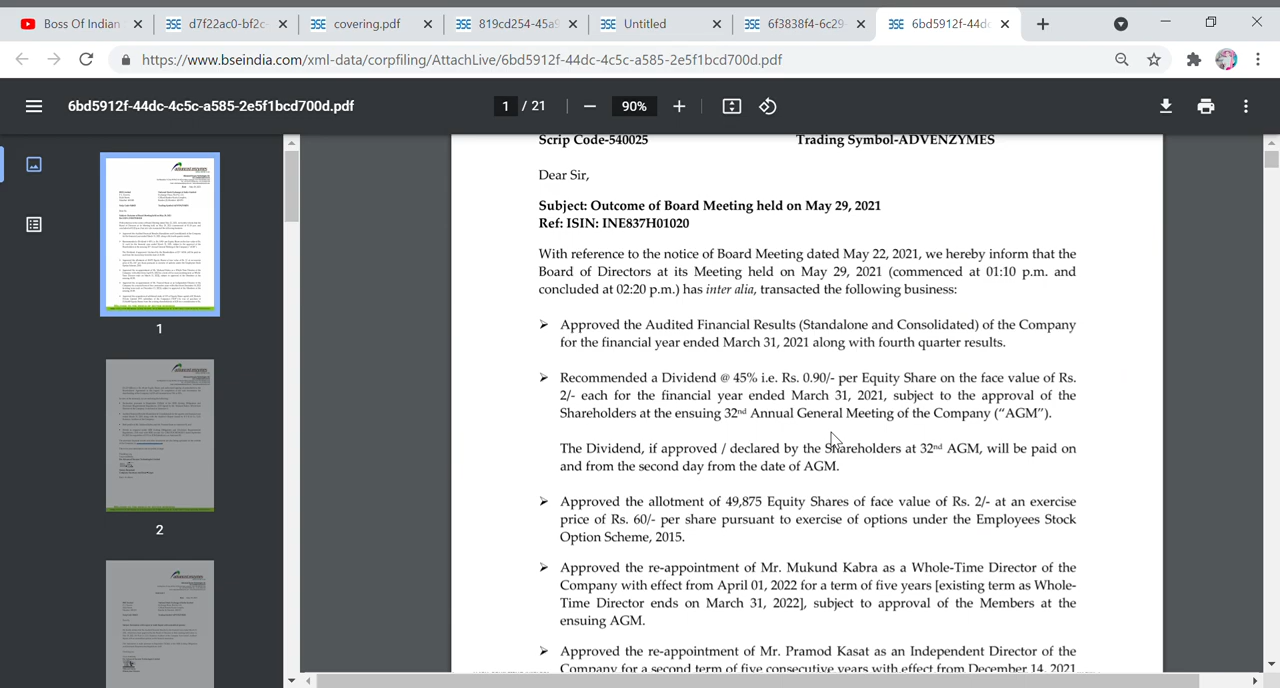 Boss Of Indian
d7f22ac0-bf2c-
covering.pdf
819cd254-45a9
Untitled
6f3838f4-6c29-
6bd5912f-44dc
https://www.bseindia.com/xml-data/corpfiling/AttachLive/6bd5912f-44dc-4c5c-a585-2e5f1bcd700d.pdf
6bd5912f-44dc-4c5c-a585-2e5f1bcd700d.pdf
1 / 21
90%
Scrip Code-540025 Trading Symbol-ADVENZYMES
Dear Sir,
Subject: Outcome of Board Meeting held on May 29, 2021
Ref: ISIN INE837H01020
With reference to the notice of Board Meeting dated May 22, 2021, we hereby inform that the
Board of Directors at its Meeting held on May 29, 2021 (commenced at 01:10 p.m. and
concluded at 02:20 p.m.) has inter alia, transacted the following business:
➢ Approved the Audited Financial Results (Standalone and Consolidated) of the Company
for the financial year ended March 31, 2021 along with fourth quarter results.
➢ Recommended a Dividend @ 45% i.e. Rs. 0.90/- per Equity Share on the face value of Rs.
2/- each for the financial year ended March 31, 2021, subject to the approval of the
shareholders at the ensuing 32nd Annual General Meeting of the Company (“AGM”).
The Dividend, if approved / declared by the Shareholders at 32nd AGM, will be paid on
and from the second day from the date of AGM.
➢ Approved the allotment of 49,875 Equity Shares of face value of Rs. 2/- at an exercise
price of Rs. 60/- per share pursuant to exercise of options under the Employees Stock
Option Scheme, 2015.
➢ Approved the re-appointment of Mr. Mukund Kabra as a Whole-Time Director of the
Company with effect from April 01, 2022 for a term of 5 years [existing term as Whole-
Time Director ends on March 31, 2022], subject to approval of the Members at the
ensuing AGM.
➢ Approved the re-appointment of Mr. Pramod Kasat as an Independent Director of the
Company for a second term of five consecutive years with effect from December 14, 2021
1
2